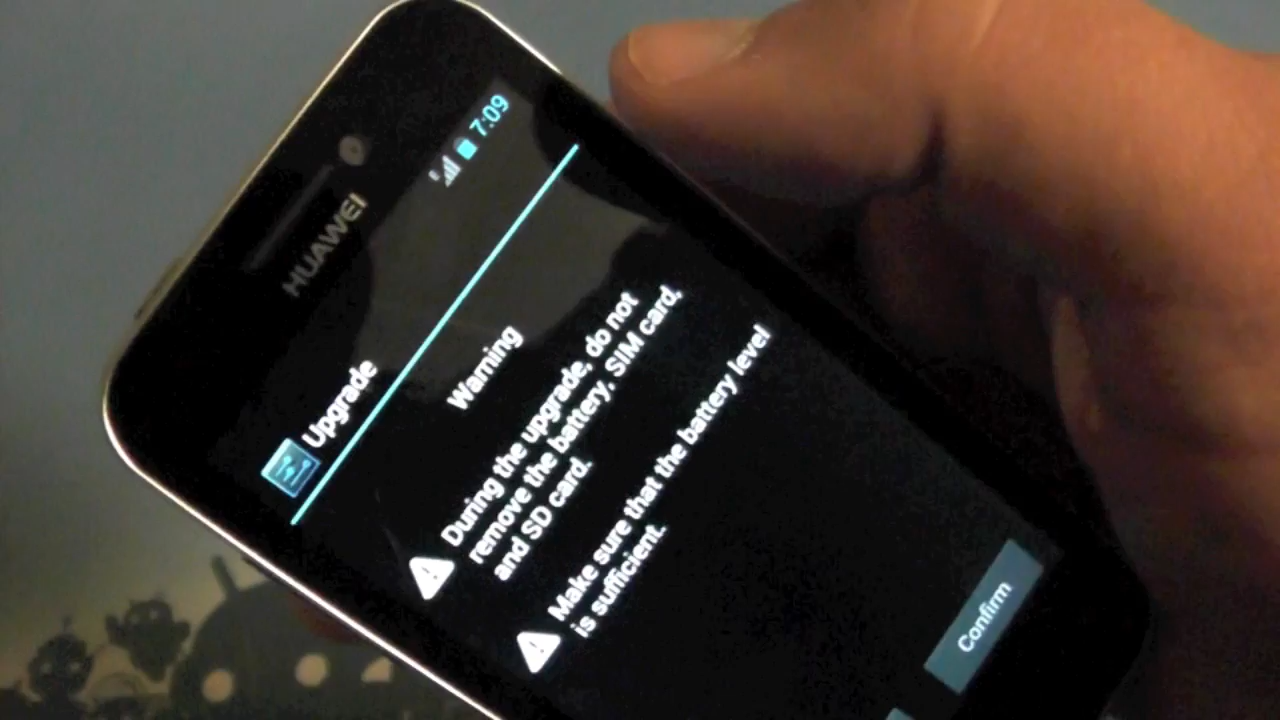 7:09
HUAWEI
Upgrade
Warning
During the upgrade, do not
remove the battery, SIM card,
and SD card.
Make sure that the battery level
is sufficient.
Confirm